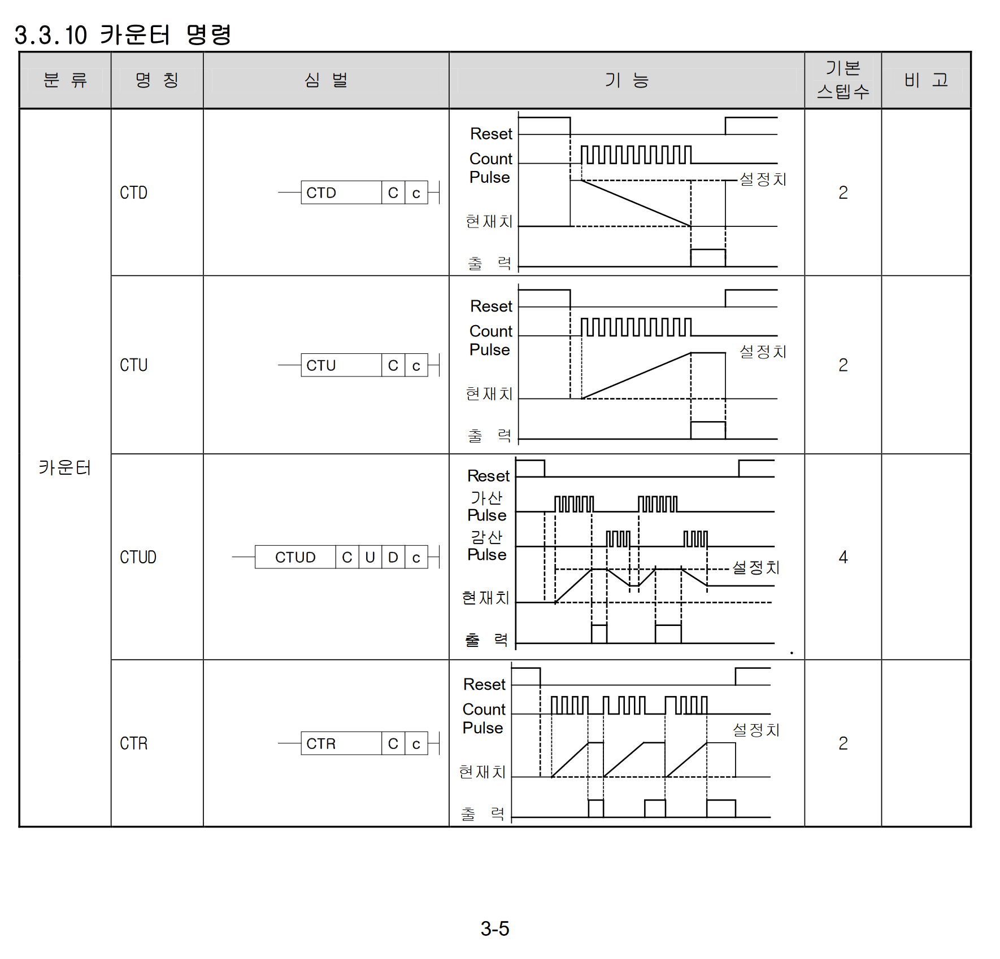 3.3.10 카운터 명령
분 류 명 칭 심 벌 기 능 기본 스텝수 비 고
카운터
CTD
CTD C c
Reset
Count
Pulse
설정치
현재치
출 력
2
CTU
CTU C c
Reset
Count
Pulse
설정치
현재치
출 력
2
CTUD
CTUD C U D c
Reset
가산
Pulse
감산
Pulse
설정치
현재치
출 력
.
4
CTR
CTR C c
Reset
Count
Pulse
설정치
현재치
출 력
2
3-5